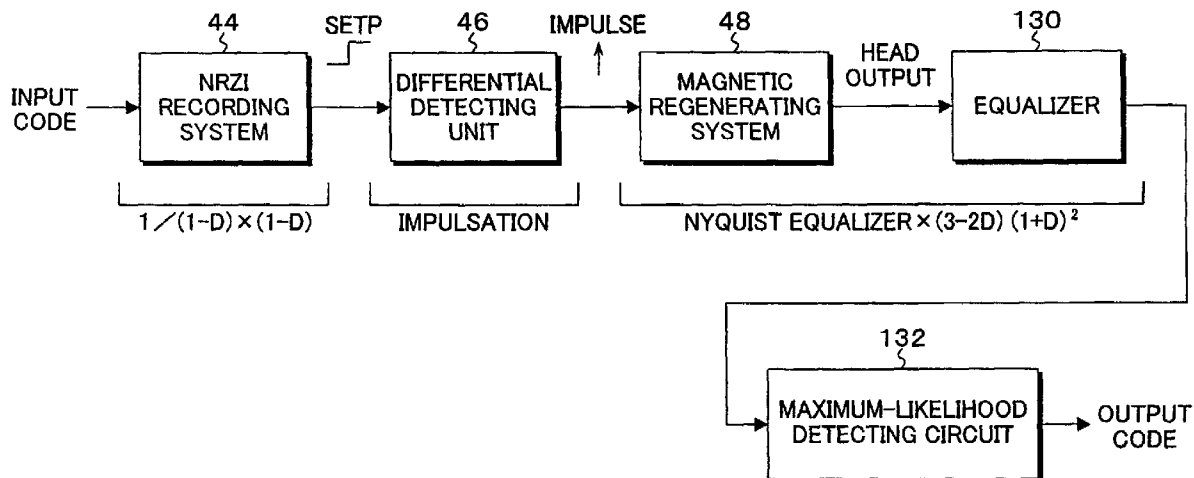 44
SETP
46
IMPULSE
48
130
INPUT
CODE
NRZI
RECORDING
SYSTEM
DIFFERENTIAL
DETECTING
UNIT
MAGNETIC
REGENERATING
SYSTEM
HEAD
OUTPUT
EQUALIZER
1/(1-D)×(1-D)
IMPULSATION
NYQUIST EQUALIZER×(3-2D) (1+D)²
132
MAXIMUM-LIKELIHOOD
DETECTING CIRCUIT
OUTPUT
CODE